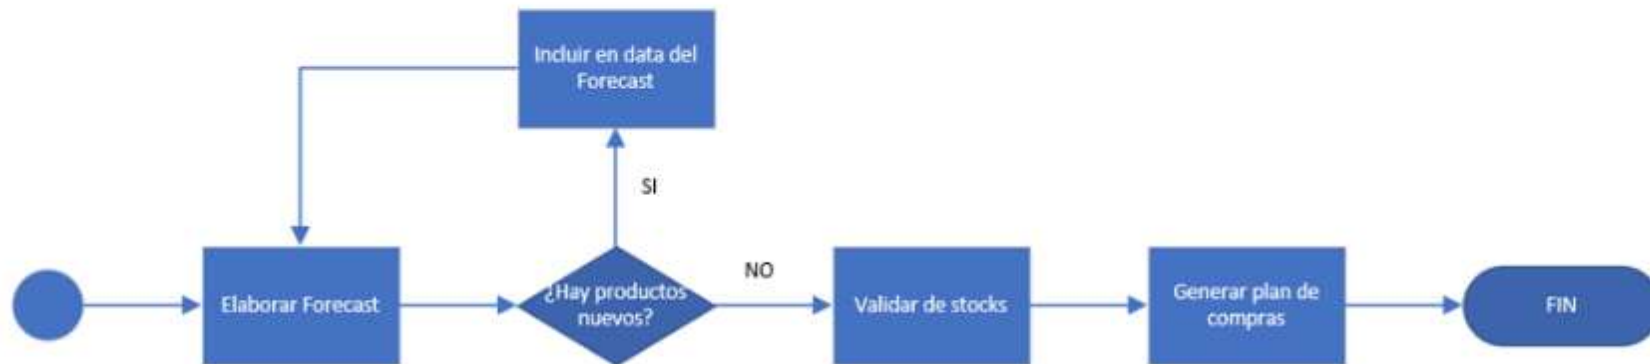 Incluir en data del
Forecast
SI
Elaborar Forecast
¿Hay productos
nuevos?
NO
Validar de stocks
Generar plan de
compras
FIN